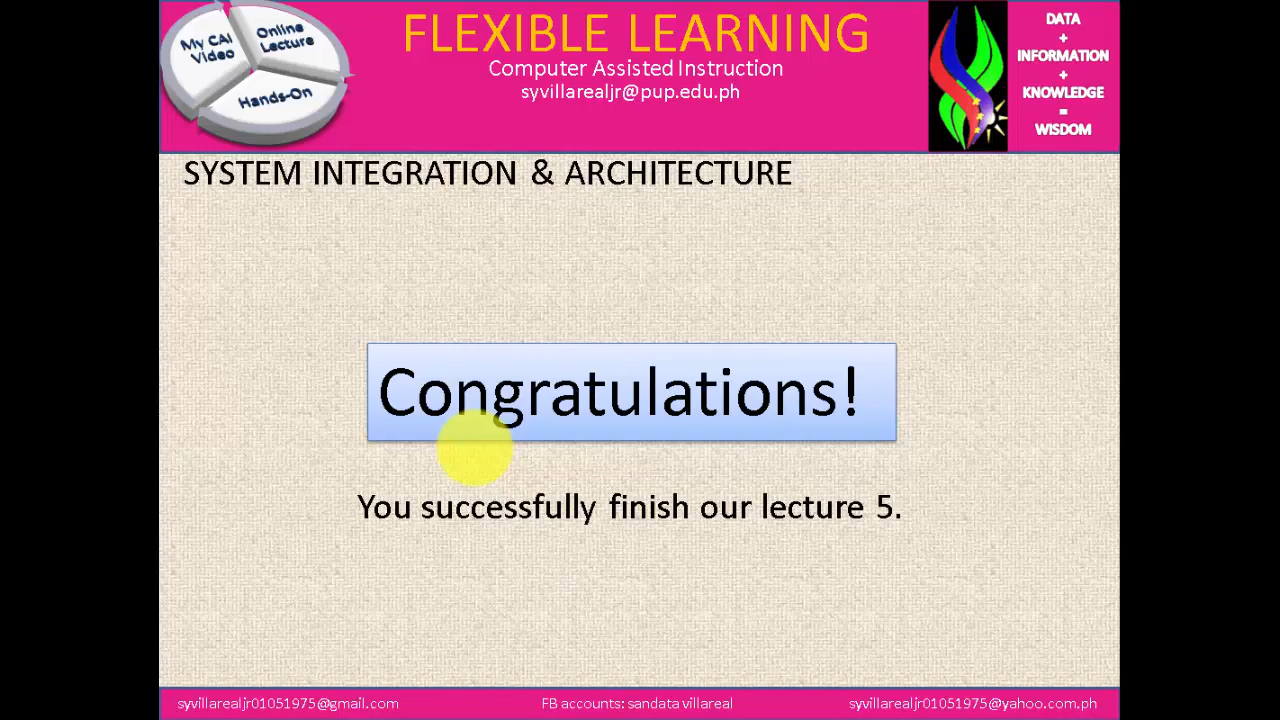 My CAI
Video
Online
Lecture
Hands-On
FLEXIBLE LEARNING
Computer Assisted Instruction
syvillarealjr@pup.edu.ph
DATA
+
INFORMATION
+
KNOWLEDGE
=
WISDOM
SYSTEM INTEGRATION & ARCHITECTURE
Congratulations!
You successfully finish our lecture 5.
syvillarealjr01051975@gmail.com
FB accounts: sandata villareal
syvillarealjr01051975@yahoo.com.ph